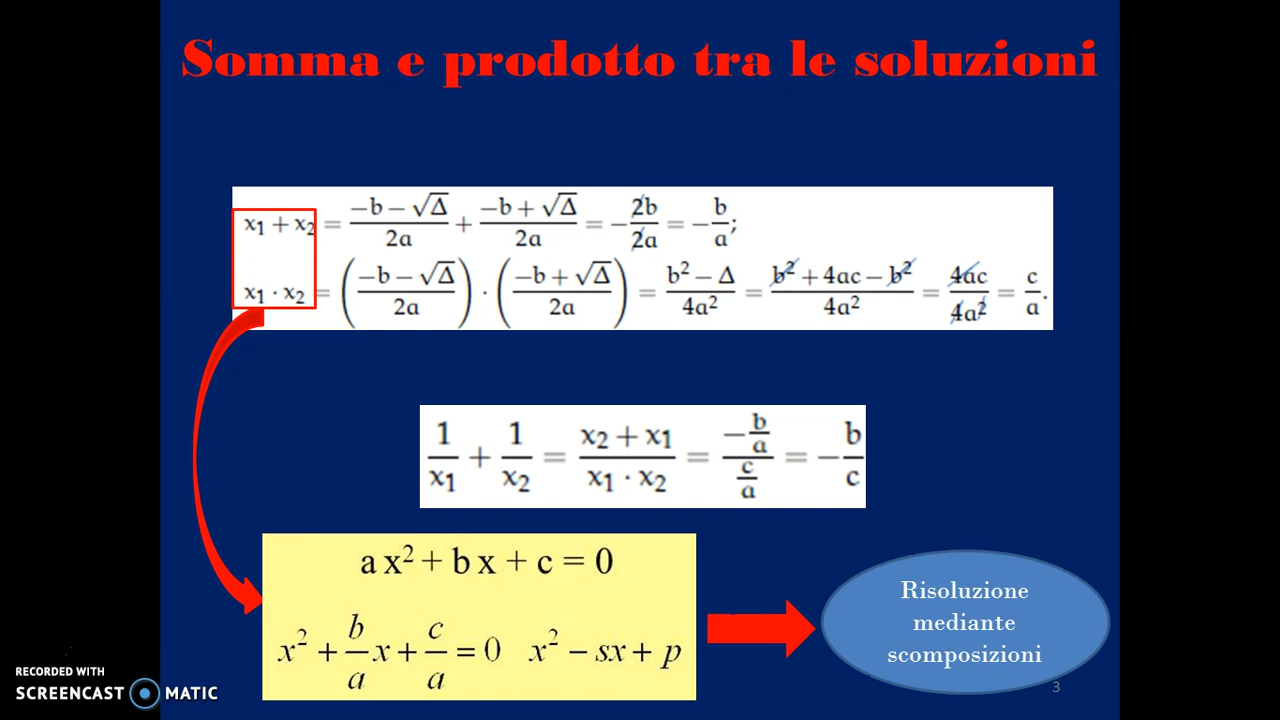 Somma e prodotto tra le soluzioni
x₁ + x₂ = (−b − √Δ)/2a + (−b + √Δ)/2a = − 2b/2a = − b/a;
x₁ · x₂ = ((−b − √Δ)/2a) · ((−b + √Δ)/2a) = (b² − Δ)/4a² = (b² + 4ac − b²)/4a² = 4ac/4a² = c/a.
1/x₁ + 1/x₂ = (x₂ + x₁)/(x₁ · x₂) = (−b/a)/(c/a) = − b/c
a x² + b x + c = 0
x² + b/a x + c/a = 0 x² − sx + p
Risoluzione
mediante
scomposizioni
3
RECORDED WITH
SCREENCAST MATIC